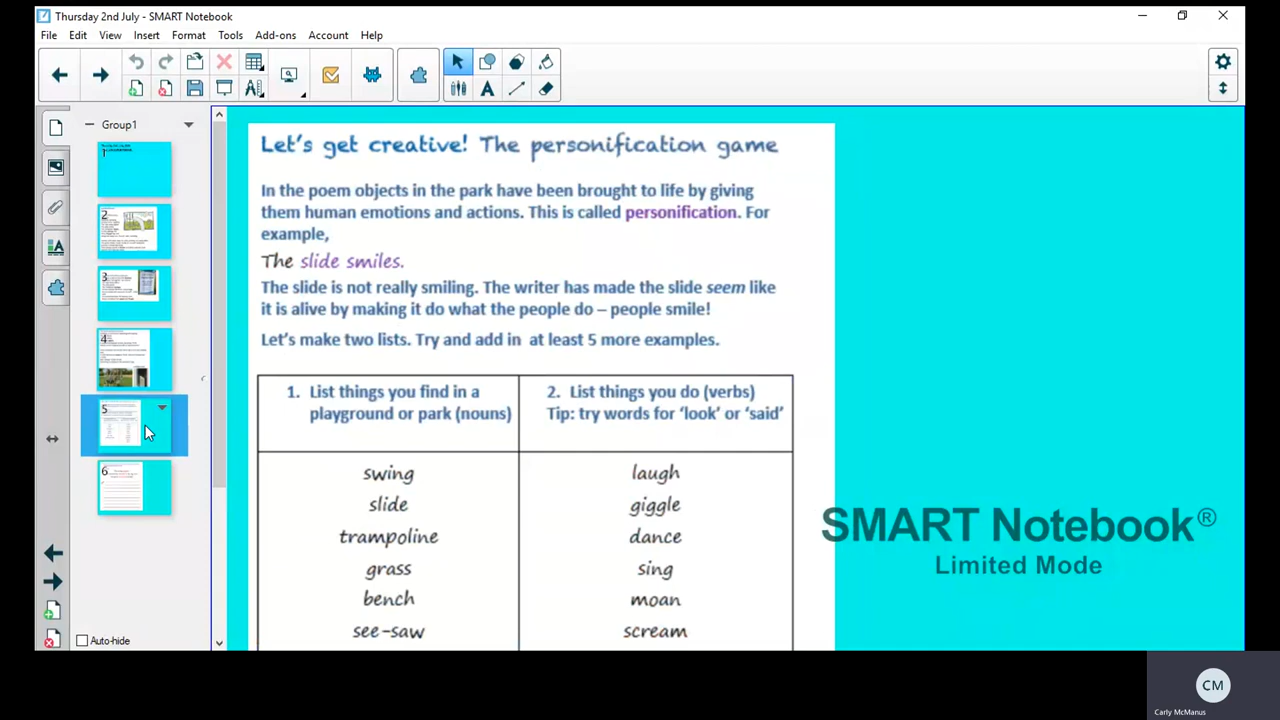 Thursday 2nd July - SMART Notebook
File Edit View Insert Format Tools Add-ons Account Help
Group1
1
2
3
4
5
6
Auto-hide
Let's get creative! The personification game
In the poem objects in the park have been brought to life by giving
them human emotions and actions. This is called personification. For
example,
The slide smiles.
The slide is not really smiling. The writer has made the slide seem like
it is alive by making it do what the people do – people smile!
Let's make two lists. Try and add in at least 5 more examples.
1. List things you find in a
playground or park (nouns)
2. List things you do (verbs)
Tip: try words for 'look' or 'said'
swing laugh
slide giggle
trampoline dance
grass sing
bench moan
see-saw scream
SMART Notebook®
Limited Mode
CM
Carly McManus